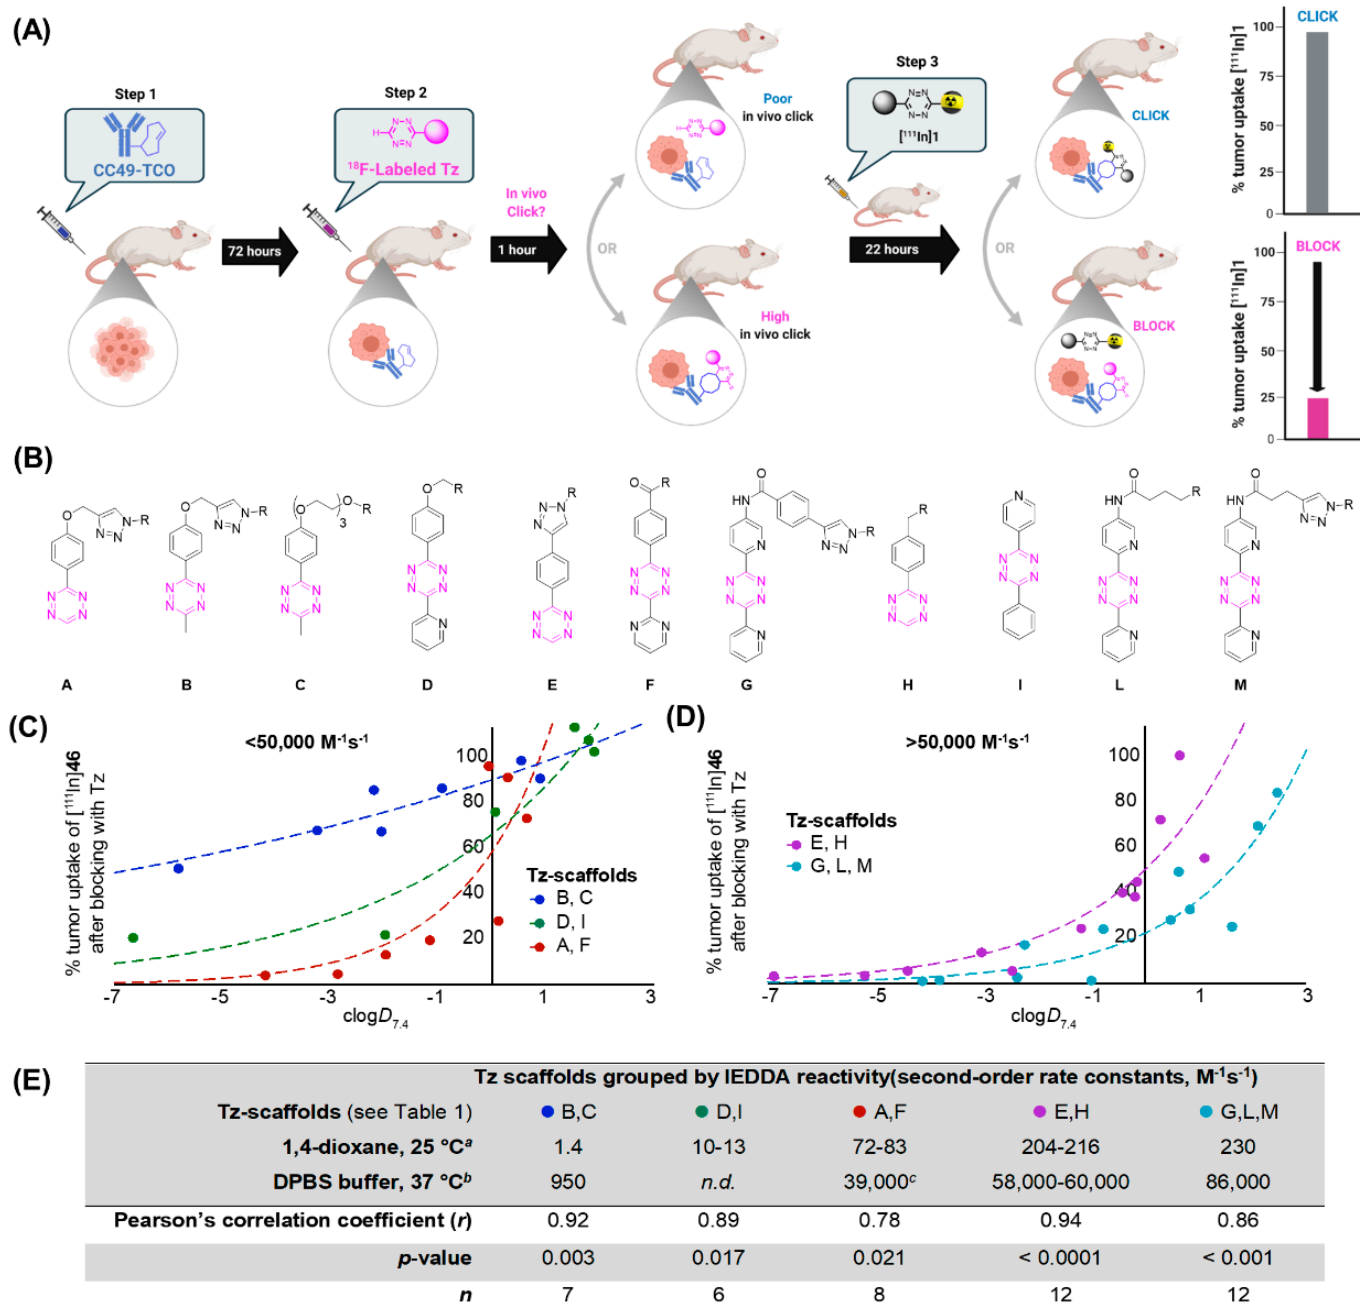 (A)
Step 1
CC49-TCO
72 hours
Step 2
H
N N
N N
¹⁸F-Labeled Tz
In vivo
Click?
1 hour
OR
Poor
in vivo click
High
in vivo click
Step 3
N N
N N
[¹¹¹In]1
22 hours
OR
CLICK
BLOCK
% tumor uptake [¹¹¹In]1
CLICK
100
75
50
25
0
% tumor uptake [¹¹¹In]1
BLOCK
100
75
50
25
0
(B)
O N-R N=N N N N N A
O N-R N=N N N N N B
( O ) 3 O-R N N N N C
O R N N N N N D
R N N N N N N N E
O R N N N N N N F
O NH N N N N N N N-R N=N G
R N N N N H
N N N N N I
O NH R N N N N N N L
O NH N-R N=N N N N N N N M
(C)
<50,000 M⁻¹s⁻¹
% tumor uptake of [¹¹¹In]46
after blocking with Tz
100
80
60
40
20
Tz-scaffolds
B, C
D, I
A, F
-7 -5 -3 -1 1 3
clogD₇.₄
(D)
>50,000 M⁻¹s⁻¹
% tumor uptake of [¹¹¹In]46
after blocking with Tz
100
80
60
40
20
Tz-scaffolds
E, H
G, L, M
-7 -5 -3 -1 1 3
clogD₇.₄
(E)
Tz scaffolds grouped by IEDDA reactivity(second-order rate constants, M⁻¹s⁻¹)
Tz-scaffolds (see Table 1) B,C D,I A,F E,H G,L,M
1,4-dioxane, 25 °Cᵃ 1.4 10-13 72-83 204-216 230
DPBS buffer, 37 °Cᵇ 950 n.d. 39,000ᶜ 58,000-60,000 86,000
Pearson's correlation coefficient (r) 0.92 0.89 0.78 0.94 0.86
p-value 0.003 0.017 0.021 < 0.0001 < 0.001
n 7 6 8 12 12